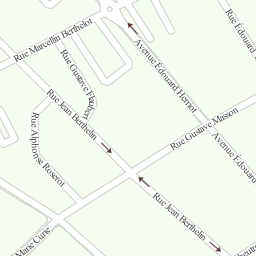 Rue Marcellin Berthelot
Rue Gustave Flaubert
Avenue Édouard Herriot
Rue Édouard
Rue Jean Berthelin
Rue Alphonse Roserot
Rue Gustave Masson
Avenue Édouard
Rue Jean Berthelin
Marie Curie